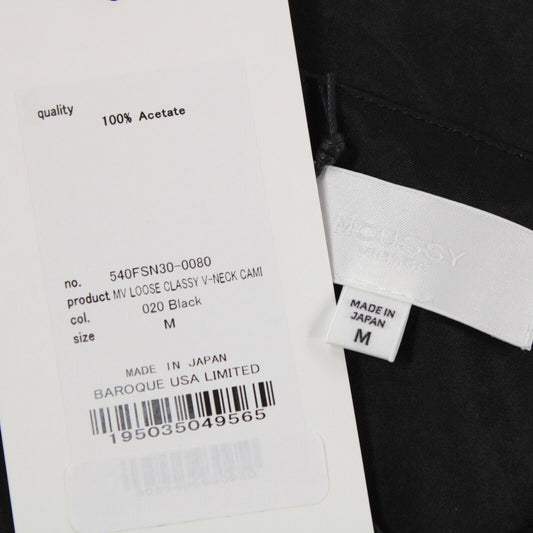 quality
100% Acetate
no. 540FSN30-0080
product MV LOOSE CLASSY V-NECK CAMI
col. 020 Black
size M
MADE IN JAPAN
BAROQUE USA LIMITED
195035049565
MOUSSY
VINTAGE
MADE IN
JAPAN
M